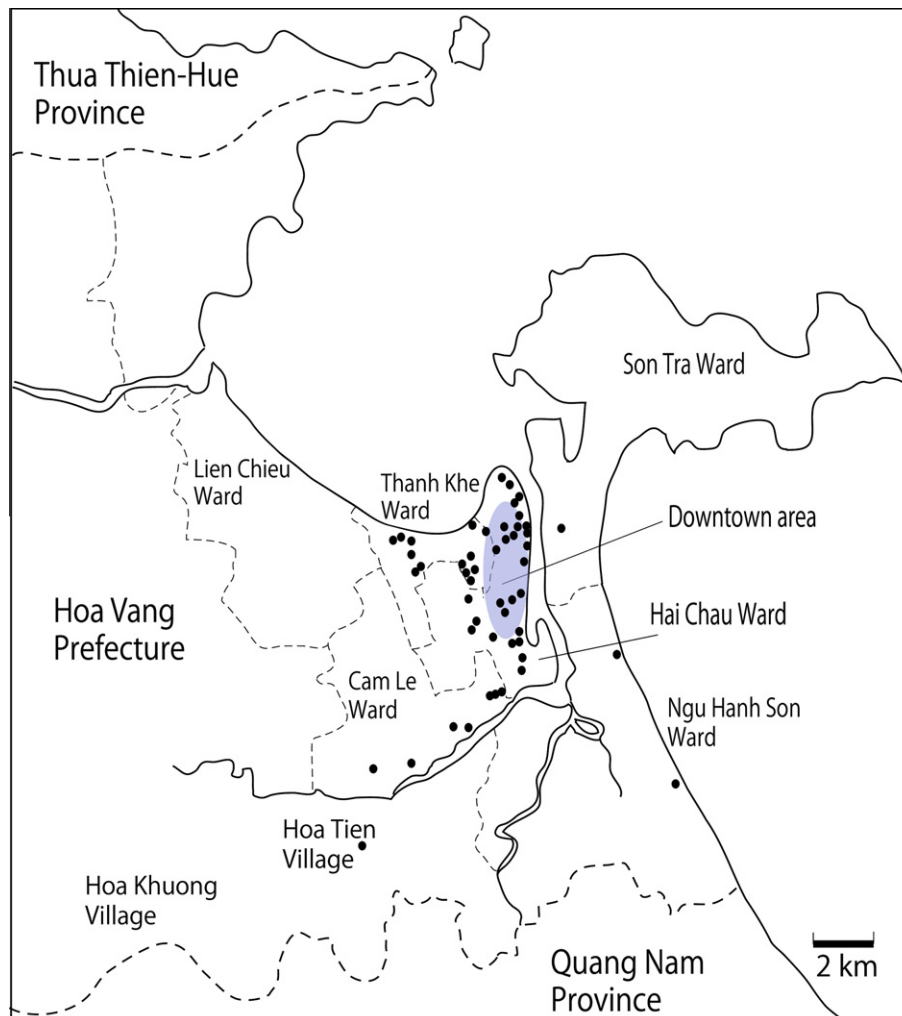 Thua Thien-Hue
Province
Son Tra Ward
Lien Chieu
Ward
Thanh Khe
Ward
Downtown area
Hoa Vang
Prefecture
Hai Chau Ward
Cam Le
Ward
Ngu Hanh Son
Ward
Hoa Tien
Village
Hoa Khuong
Village
Quang Nam
Province
2 km